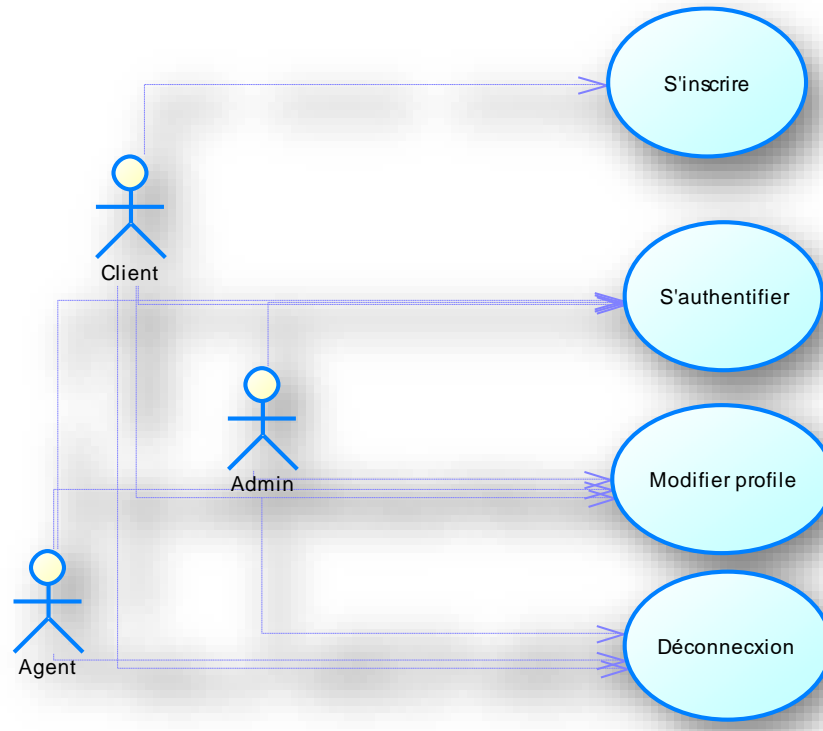 S'inscrire
Client
S'authentifier
Admin
Modifier profile
Agent
Déconnecxion